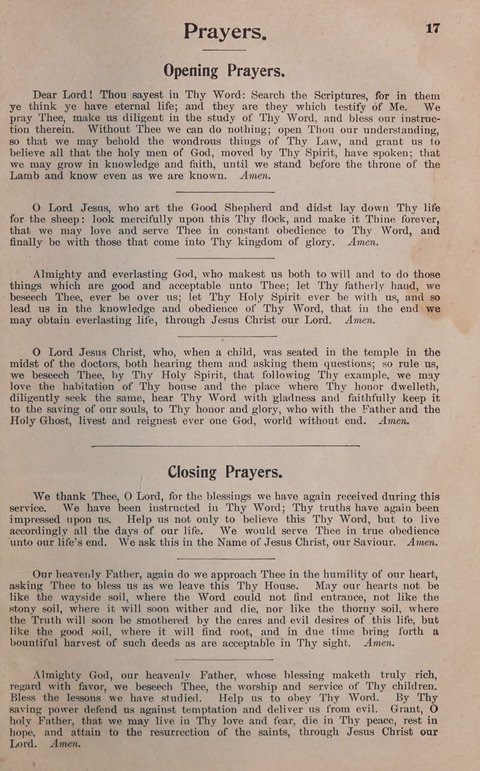 Prayers.
17
Opening Prayers.
Dear Lord! Thou sayest in Thy Word: Search the Scriptures, for in them
ye think ye have eternal life; and they are they which testify of Me. We
pray Thee, make us diligent in the study of Thy Word, and bless our instruc-
tion therein. Without Thee we can do nothing; open Thou our understanding,
so that we may behold the wondrous things of Thy Law, and grant us to
believe all that the holy men of God, moved by Thy Spirit, have spoken; that
we may grow in knowledge and faith, until we stand before the throne of the
Lamb and know even as we are known. Amen.
O Lord Jesus, who art the Good Shepherd and didst lay down Thy life
for the sheep: look mercifully upon this Thy flock, and make it Thine forever,
that we may love and serve Thee in constant obedience to Thy Word, and
finally be with those that come into Thy kingdom of glory. Amen.
Almighty and everlasting God, who makest us both to will and to do those
things which are good and acceptable unto Thee; let Thy fatherly hand, we
beseech Thee, ever be over us; let Thy Holy Spirit ever be with us, and so
lead us in the knowledge and obedience of Thy Word, that in the end we
may obtain everlasting life, through Jesus Christ our Lord. Amen.
O Lord Jesus Christ, who, when a child, was seated in the temple in the
midst of the doctors, both hearing them and asking them questions; so rule us,
we beseech Thee, by Thy Holy Spirit, that following Thy example, we may
love the habitation of Thy house and the place where Thy honor dwelleth,
diligently seek the same, hear Thy Word with gladness and faithfully keep it
to the saving of our souls, to Thy honor and glory, who with the Father and the
Holy Ghost, livest and reignest ever one God, world without end. Amen.
Closing Prayers.
We thank Thee, O Lord, for the blessings we have again received during this
service. We have been instructed in Thy Word; Thy truths have again been
impressed upon us. Help us not only to believe this Thy Word, but to live
accordingly all the days of our life. We would serve Thee in true obedience
unto our life's end. We ask this in the Name of Jesus Christ, our Saviour. Amen.
Our heavenly Father, again do we approach Thee in the humility of our heart,
asking Thee to bless us as we leave this Thy House. May our hearts not be
like the wayside soil, where the Word could not find entrance, not like the
stony soil, where it will soon wither and die, nor like the thorny soil, where
the Truth will soon be smothered by the cares and evil desires of this life, but
like the good soil, where it will find root, and in due time bring forth a
bountiful harvest of such deeds as are acceptable in Thy sight. Amen.
Almighty God, our heavenly Father, whose blessing maketh truly rich,
regard with favor, we beseech Thee, the worship and service of Thy children.
Bless the lessons we have studied. Help us to obey Thy Word. By Thy
saving power defend us against temptation and deliver us from evil. Grant, O
holy Father, that we may live in Thy love and fear, die in Thy peace, rest in
hope, and attain to the resurrection of the saints, through Jesus Christ our
Lord. Amen.